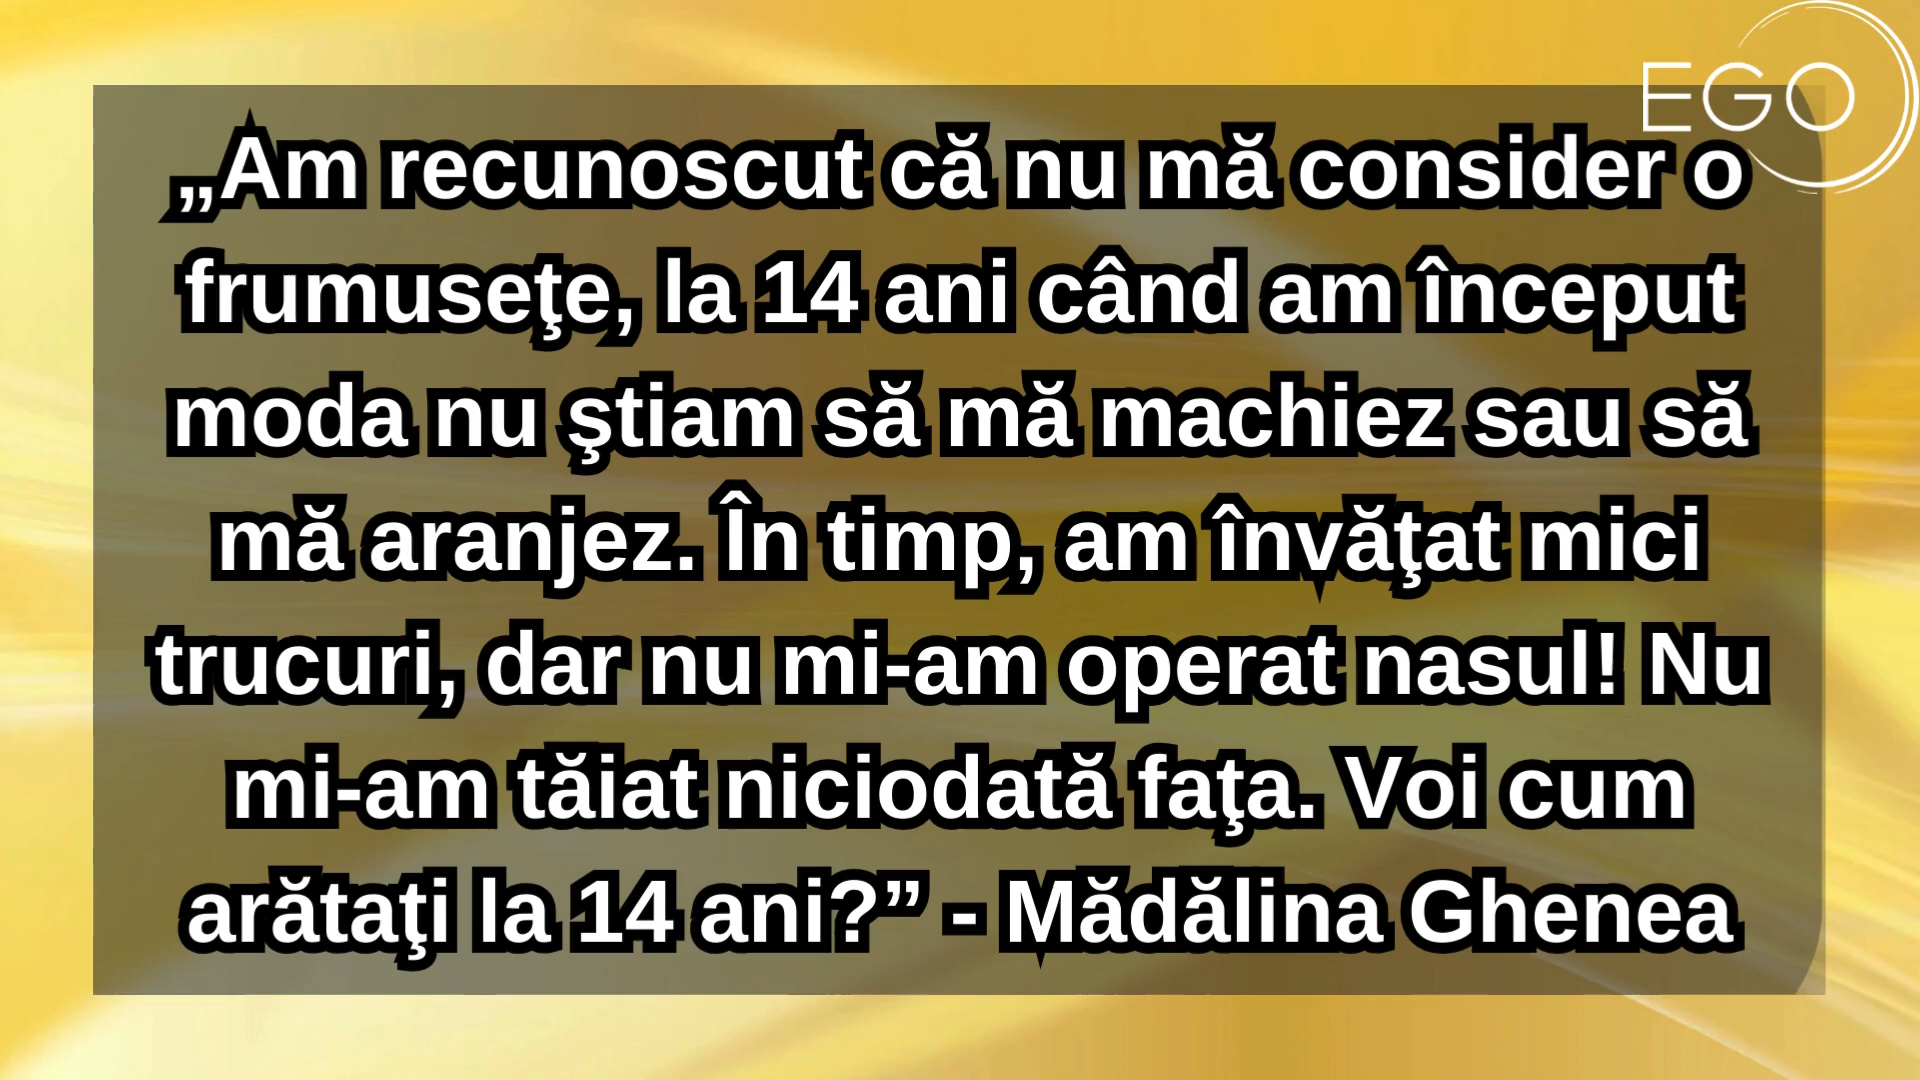 EGO
„Am recunoscut că nu mă consider o
frumuseţe, la 14 ani când am început
moda nu ştiam să mă machiez sau să
mă aranjez. În timp, am învăţat mici
trucuri, dar nu mi-am operat nasul! Nu
mi-am tăiat niciodată faţa. Voi cum
arătaţi la 14 ani?” - Mădălina Ghenea